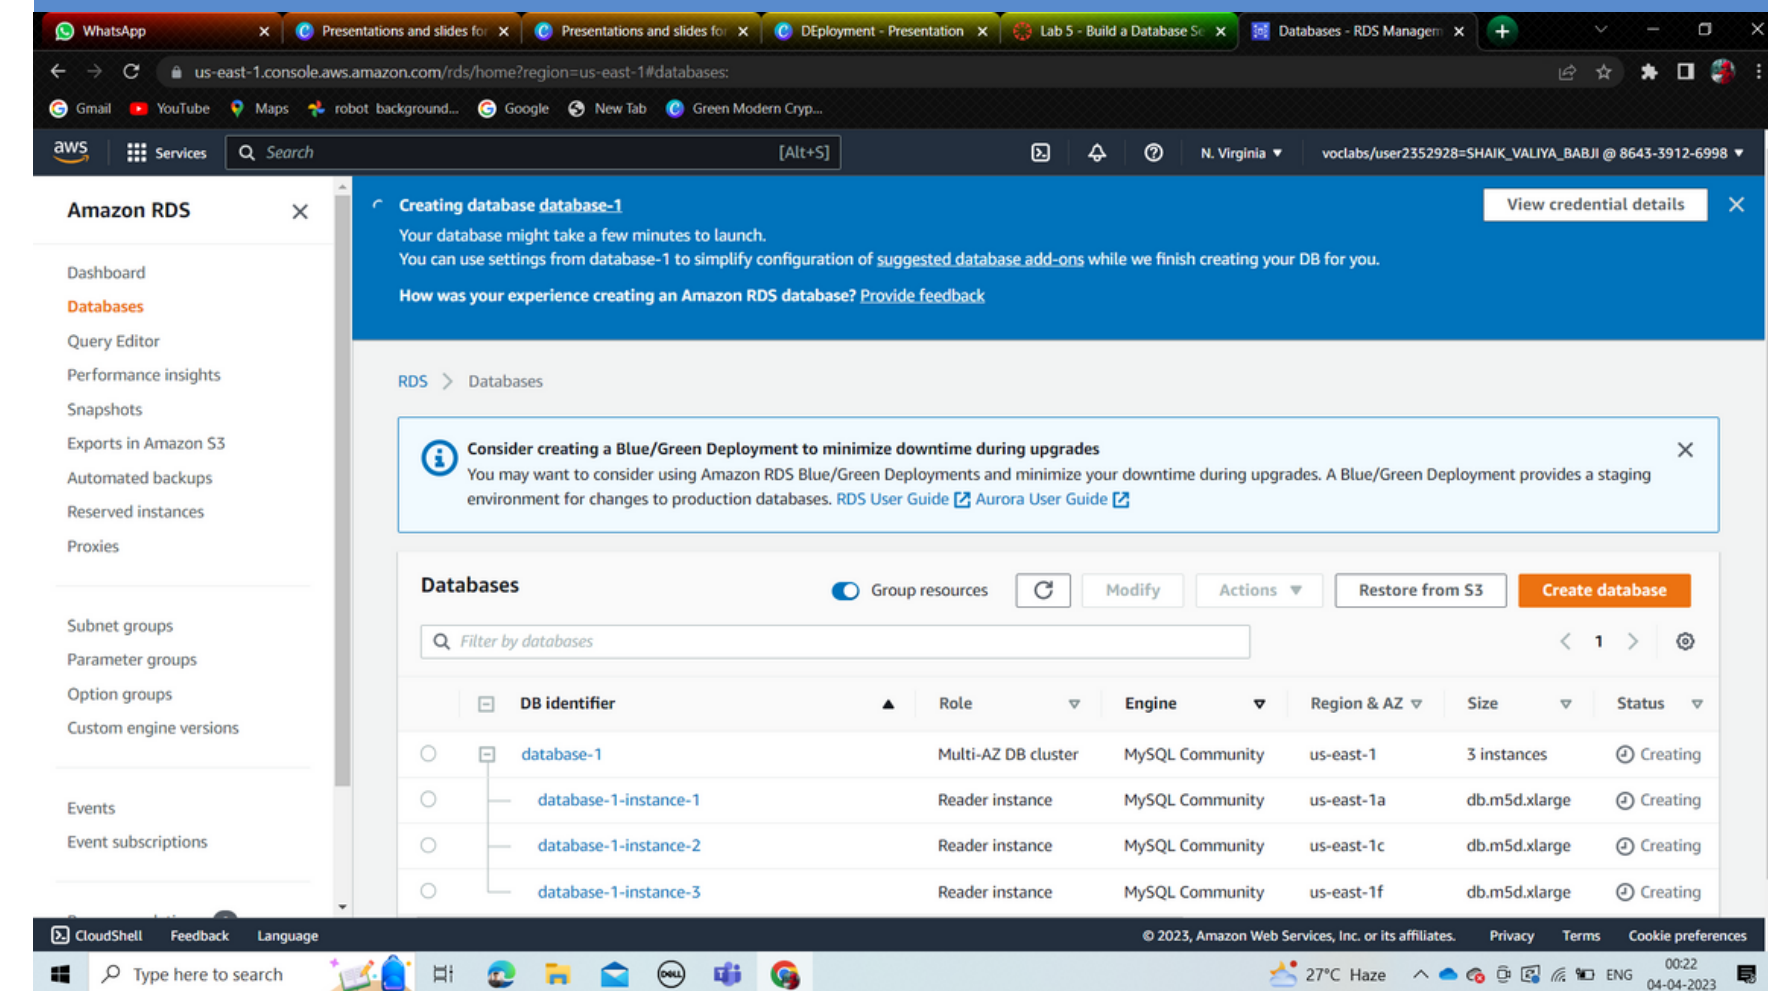 WhatsApp
Presentations and slides for
Presentations and slides for
DEployment - Presentation
Lab 5 - Build a Database Se
Databases - RDS Managem
us-east-1.console.aws.amazon.com/rds/home?region=us-east-1#databases:
Gmail YouTube Maps robot background... Google New Tab Green Modern Cryp...
aws Services Search [Alt+S] N. Virginia voclabs/user2352928=SHAIK_VALIYA_BABJI @ 8643-3912-6998
Amazon RDS
Dashboard
Databases
Query Editor
Performance insights
Snapshots
Exports in Amazon S3
Automated backups
Reserved instances
Proxies
Subnet groups
Parameter groups
Option groups
Custom engine versions
Events
Event subscriptions
Creating database database-1
View credential details
Your database might take a few minutes to launch.
You can use settings from database-1 to simplify configuration of suggested database add-ons while we finish creating your DB for you.
How was your experience creating an Amazon RDS database? Provide feedback
RDS Databases
Consider creating a Blue/Green Deployment to minimize downtime during upgrades
You may want to consider using Amazon RDS Blue/Green Deployments and minimize your downtime during upgrades. A Blue/Green Deployment provides a staging
environment for changes to production databases. RDS User Guide Aurora User Guide
Databases Group resources Modify Actions Restore from S3 Create database
Filter by databases 1
DB identifier Role Engine Region & AZ Size Status
database-1 Multi-AZ DB cluster MySQL Community us-east-1 3 instances Creating
database-1-instance-1 Reader instance MySQL Community us-east-1a db.m5d.xlarge Creating
database-1-instance-2 Reader instance MySQL Community us-east-1c db.m5d.xlarge Creating
database-1-instance-3 Reader instance MySQL Community us-east-1f db.m5d.xlarge Creating
CloudShell Feedback Language © 2023, Amazon Web Services, Inc. or its affiliates. Privacy Terms Cookie preferences
Type here to search DELL 27°C Haze ENG 00:22
04-04-2023